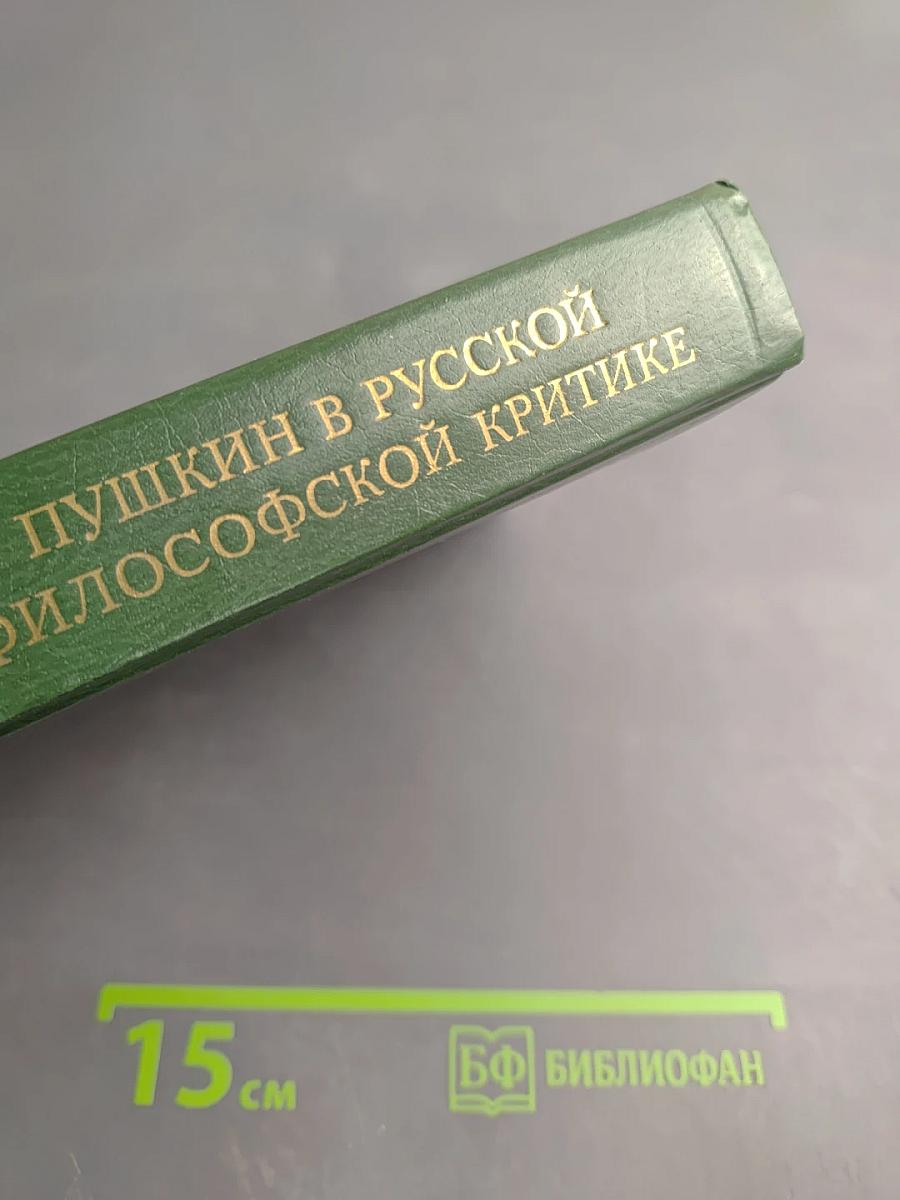 ПУШКИН В РУССКОЙ
ФИЛОСОФСКОЙ КРИТИКЕ
15 см
БФ БИБЛИОФАН